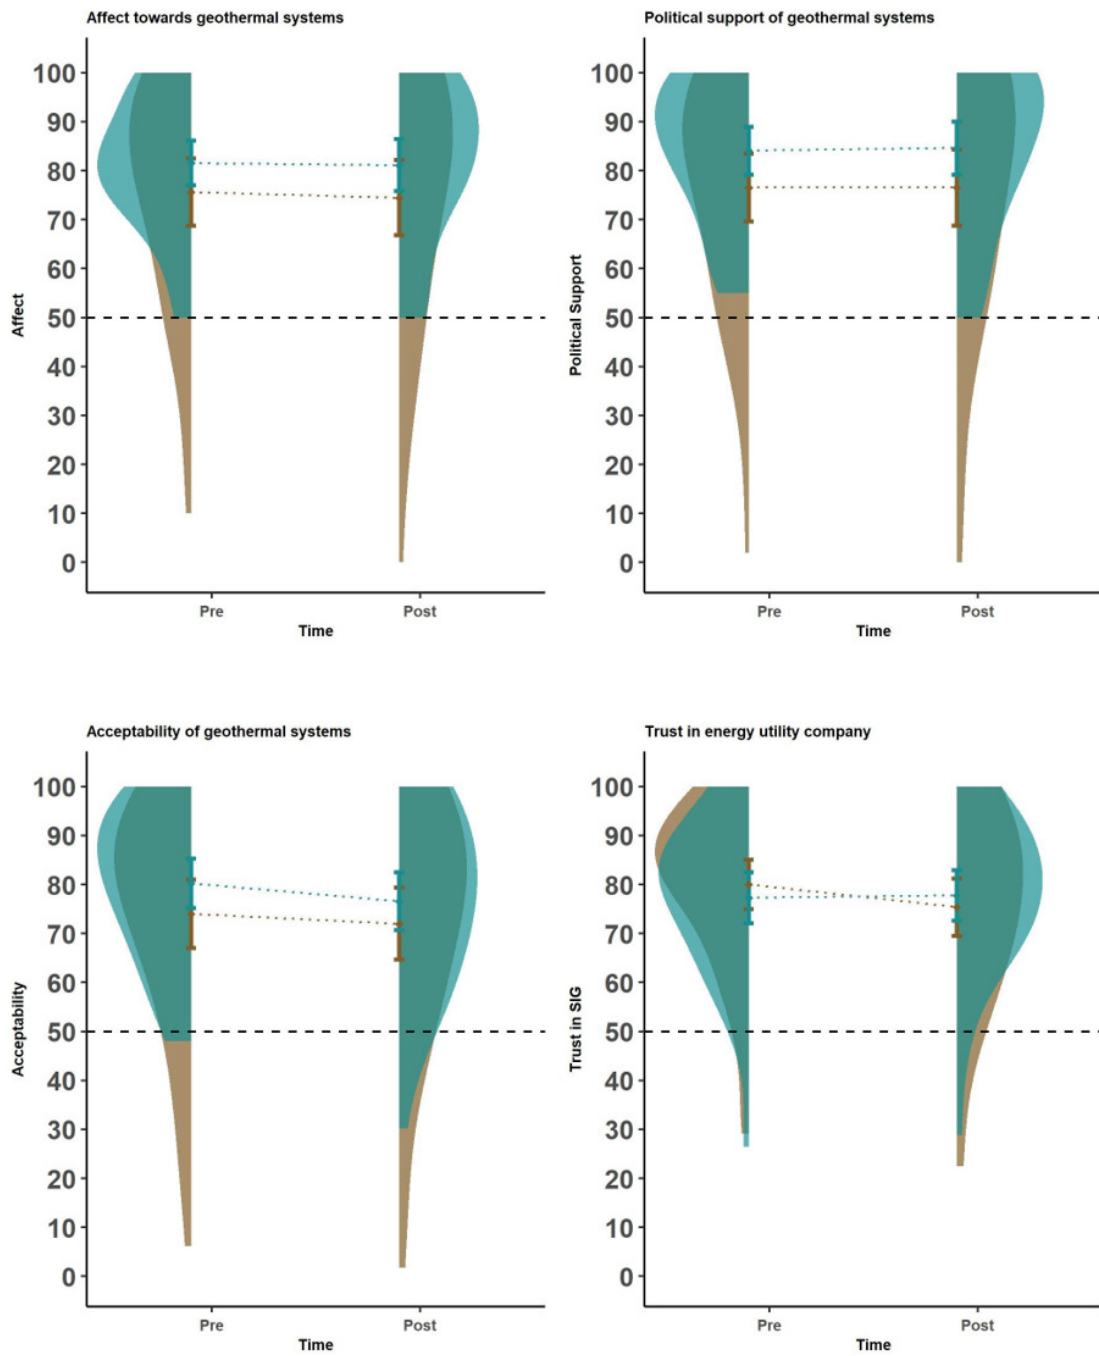 Affect towards geothermal systems
Affect
100
90
80
70
60
50
40
30
20
10
0
Pre
Post
Time
Political support of geothermal systems
Political Support
100
90
80
70
60
50
40
30
20
10
0
Pre
Post
Time
Acceptability of geothermal systems
Acceptability
100
90
80
70
60
50
40
30
20
10
0
Pre
Post
Time
Trust in energy utility company
Trust in SIG
100
90
80
70
60
50
40
30
20
10
0
Pre
Post
Time